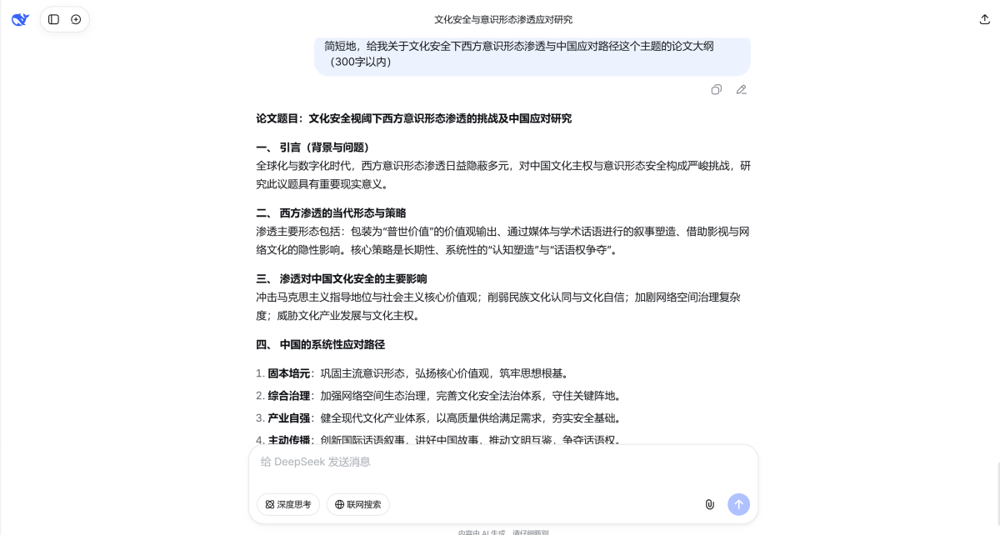 文化安全与意识形态渗透应对研究
简短地，给我关于文化安全下西方意识形态渗透与中国应对路径这个主题的论文大纲
（300字以内）
论文题目：文化安全视阈下西方意识形态渗透的挑战及中国应对研究
一、 引言（背景与问题）
全球化与数字化时代，西方意识形态渗透日益隐蔽多元，对中国文化主权与意识形态安全构成严峻挑战，研
究此议题具有重要现实意义。
二、 西方渗透的当代形态与策略
渗透主要形态包括：包装为“普世价值”的价值观输出、通过媒体与学术话语进行的叙事塑造、借助影视与网
络文化的隐性影响。核心策略是长期性、系统性的“认知塑造”与“话语权争夺”。
三、 渗透对中国文化安全的主要影响
冲击马克思主义指导地位与社会主义核心价值观；削弱民族文化认同与文化自信；加剧网络空间治理复杂
度；威胁文化产业发展与文化主权。
四、 中国的系统性应对路径
1. 固本培元：巩固主流意识形态，弘扬核心价值观，筑牢思想根基。
2. 综合治理：加强网络空间生态治理，完善文化安全法治体系，守住关键阵地。
3. 产业自强：健全现代文化产业体系，以高质量供给满足需求，夯实安全基础。
4. 主动传播：创新国际话语叙事，讲好中国故事，推动文明互鉴，争夺话语权。
给 DeepSeek 发送消息
深度思考
联网搜索
内容由 AI 生成，请仔细甄别